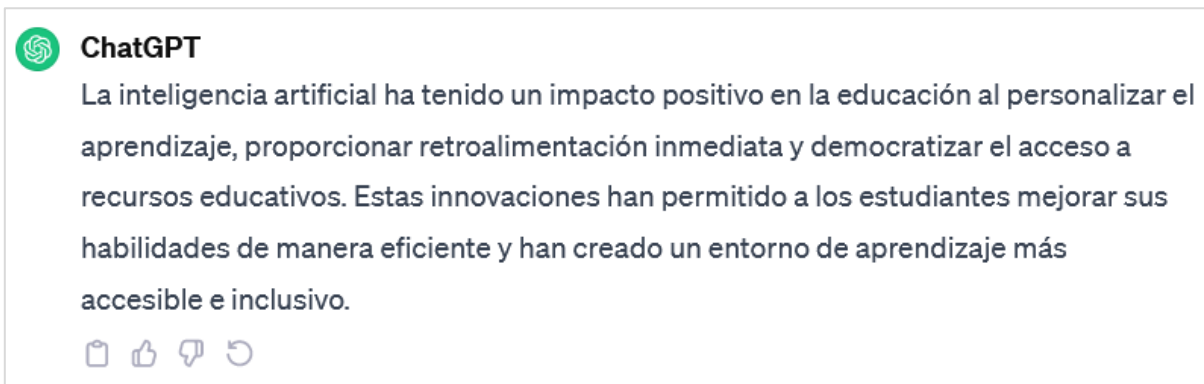 ChatGPT
La inteligencia artificial ha tenido un impacto positivo en la educación al personalizar el
aprendizaje, proporcionar retroalimentación inmediata y democratizar el acceso a
recursos educativos. Estas innovaciones han permitido a los estudiantes mejorar sus
habilidades de manera eficiente y han creado un entorno de aprendizaje más
accesible e inclusivo.